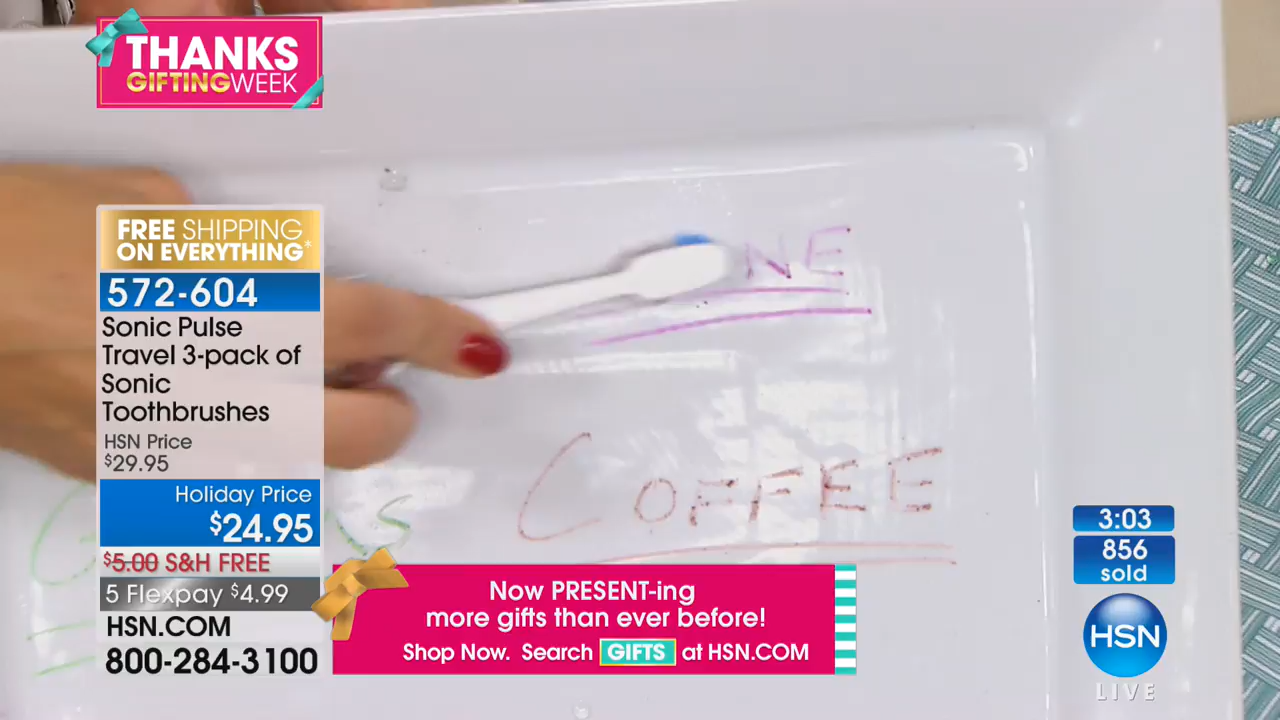 THANKS
GIFTINGWEEK
FREE SHIPPING
ON EVERYTHING*
572-604
Sonic Pulse
Travel 3-pack of
Sonic
Toothbrushes
HSN Price
$29.95
Holiday Price
$24.95
$5.00 S&H FREE
5 Flexpay $4.99
HSN.COM
800-284-3100
NE
COFFEE
Now PRESENT-ing
more gifts than ever before!
Shop Now. Search GIFTS at HSN.COM
3:03
856
sold
HSN
LIVE